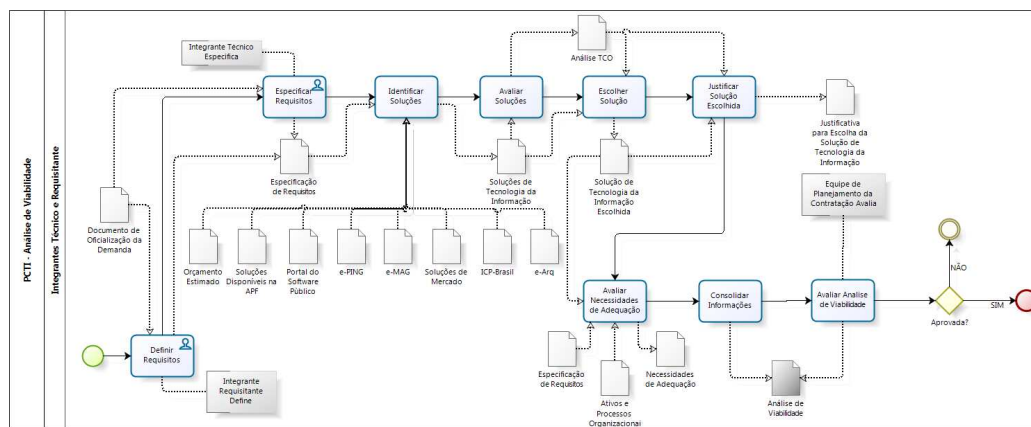 PCTI - Análise de Viabilidade
Integrantes Técnico e Requisitante
Integrante Técnico
Especifica
Especificar
Requisitos
Identificar
Soluções
Avaliar
Soluções
Análise TCO
Escolher
Solução
Justificar
Solução
Escolhida
Justificativa
para Escolha da
Solução de
Tecnologia da
Informação
Especificação
de Requisitos
Soluções de
Tecnologia da
Informação
Solução de
Tecnologia da
Informação
Escolhida
Equipe de
Planejamento da
Contratação Avalia
Documento de
Oficialização da
Demanda
Orçamento
Estimado
Soluções
Disponíveis na
APF
Portal do
Software
Público
e-PING
e-MAG
Soluções de
Mercado
ICP-Brasil
e-Arq
NÃO
SIM
Aprovada?
Avaliar
Necessidades
de Adequação
Consolidar
Informações
Avaliar Analise
de Viabilidade
Definir
Requisitos
Integrante
Requisitante
Define
Especificação
de Requisitos
Ativos e
Processos
Organizacional
Necessidades
de Adequação
Análise de
Viabilidade